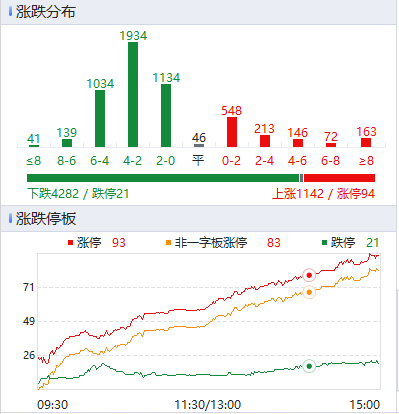 涨跌分布
41 139 1034 1934 1134 46 548 213 146 72 163
≤8 8-6 6-4 4-2 2-0 平 0-2 2-4 4-6 6-8 ≥8
下跌4282 / 跌停21 上涨1142 / 涨停94
涨跌停板
涨停 93 非一字板涨停 83 跌停 21
71
49
26
09:30 11:30/13:00 15:00